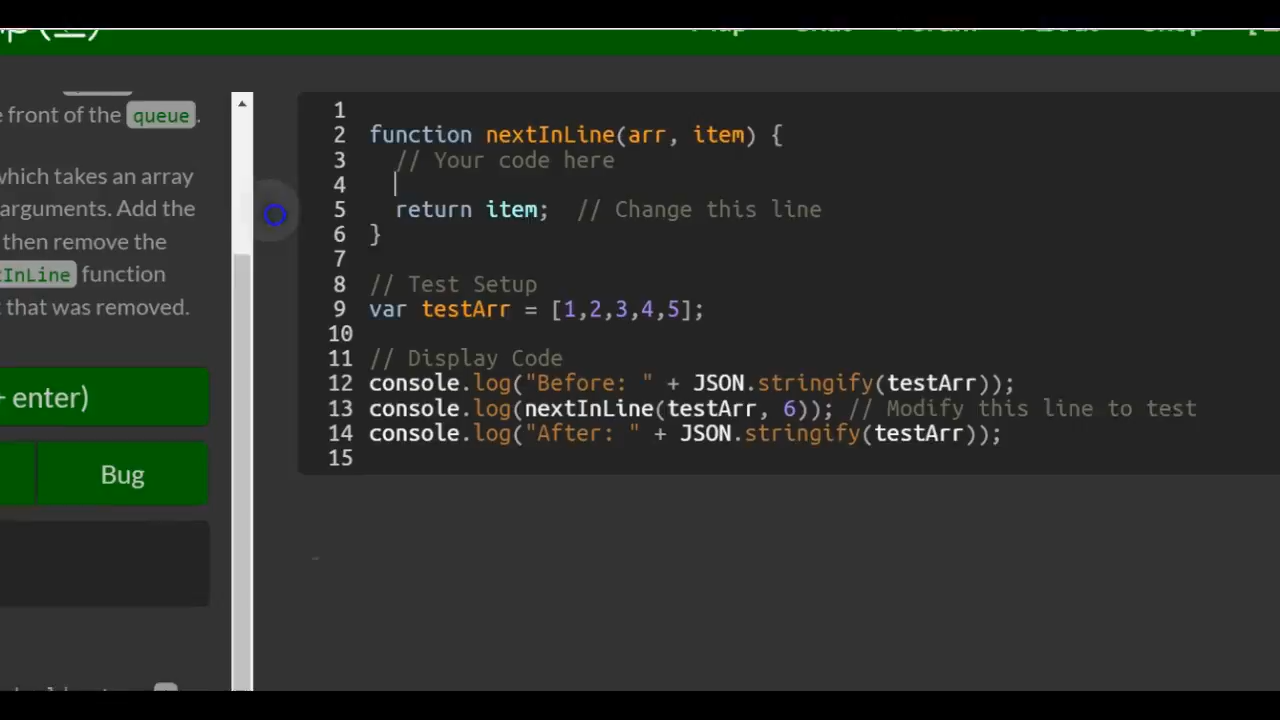 e front of the queue.
which takes an array
arguments. Add the
then remove the
tInLine function
that was removed.
+ enter)
Bug
1
2 function nextInLine(arr, item) {
3 // Your code here
4
5 return item; // Change this line
6 }
7
8 // Test Setup
9 var testArr = [1,2,3,4,5];
10
11 // Display Code
12 console.log("Before: " + JSON.stringify(testArr));
13 console.log(nextInLine(testArr, 6)); // Modify this line to test
14 console.log("After: " + JSON.stringify(testArr));
15